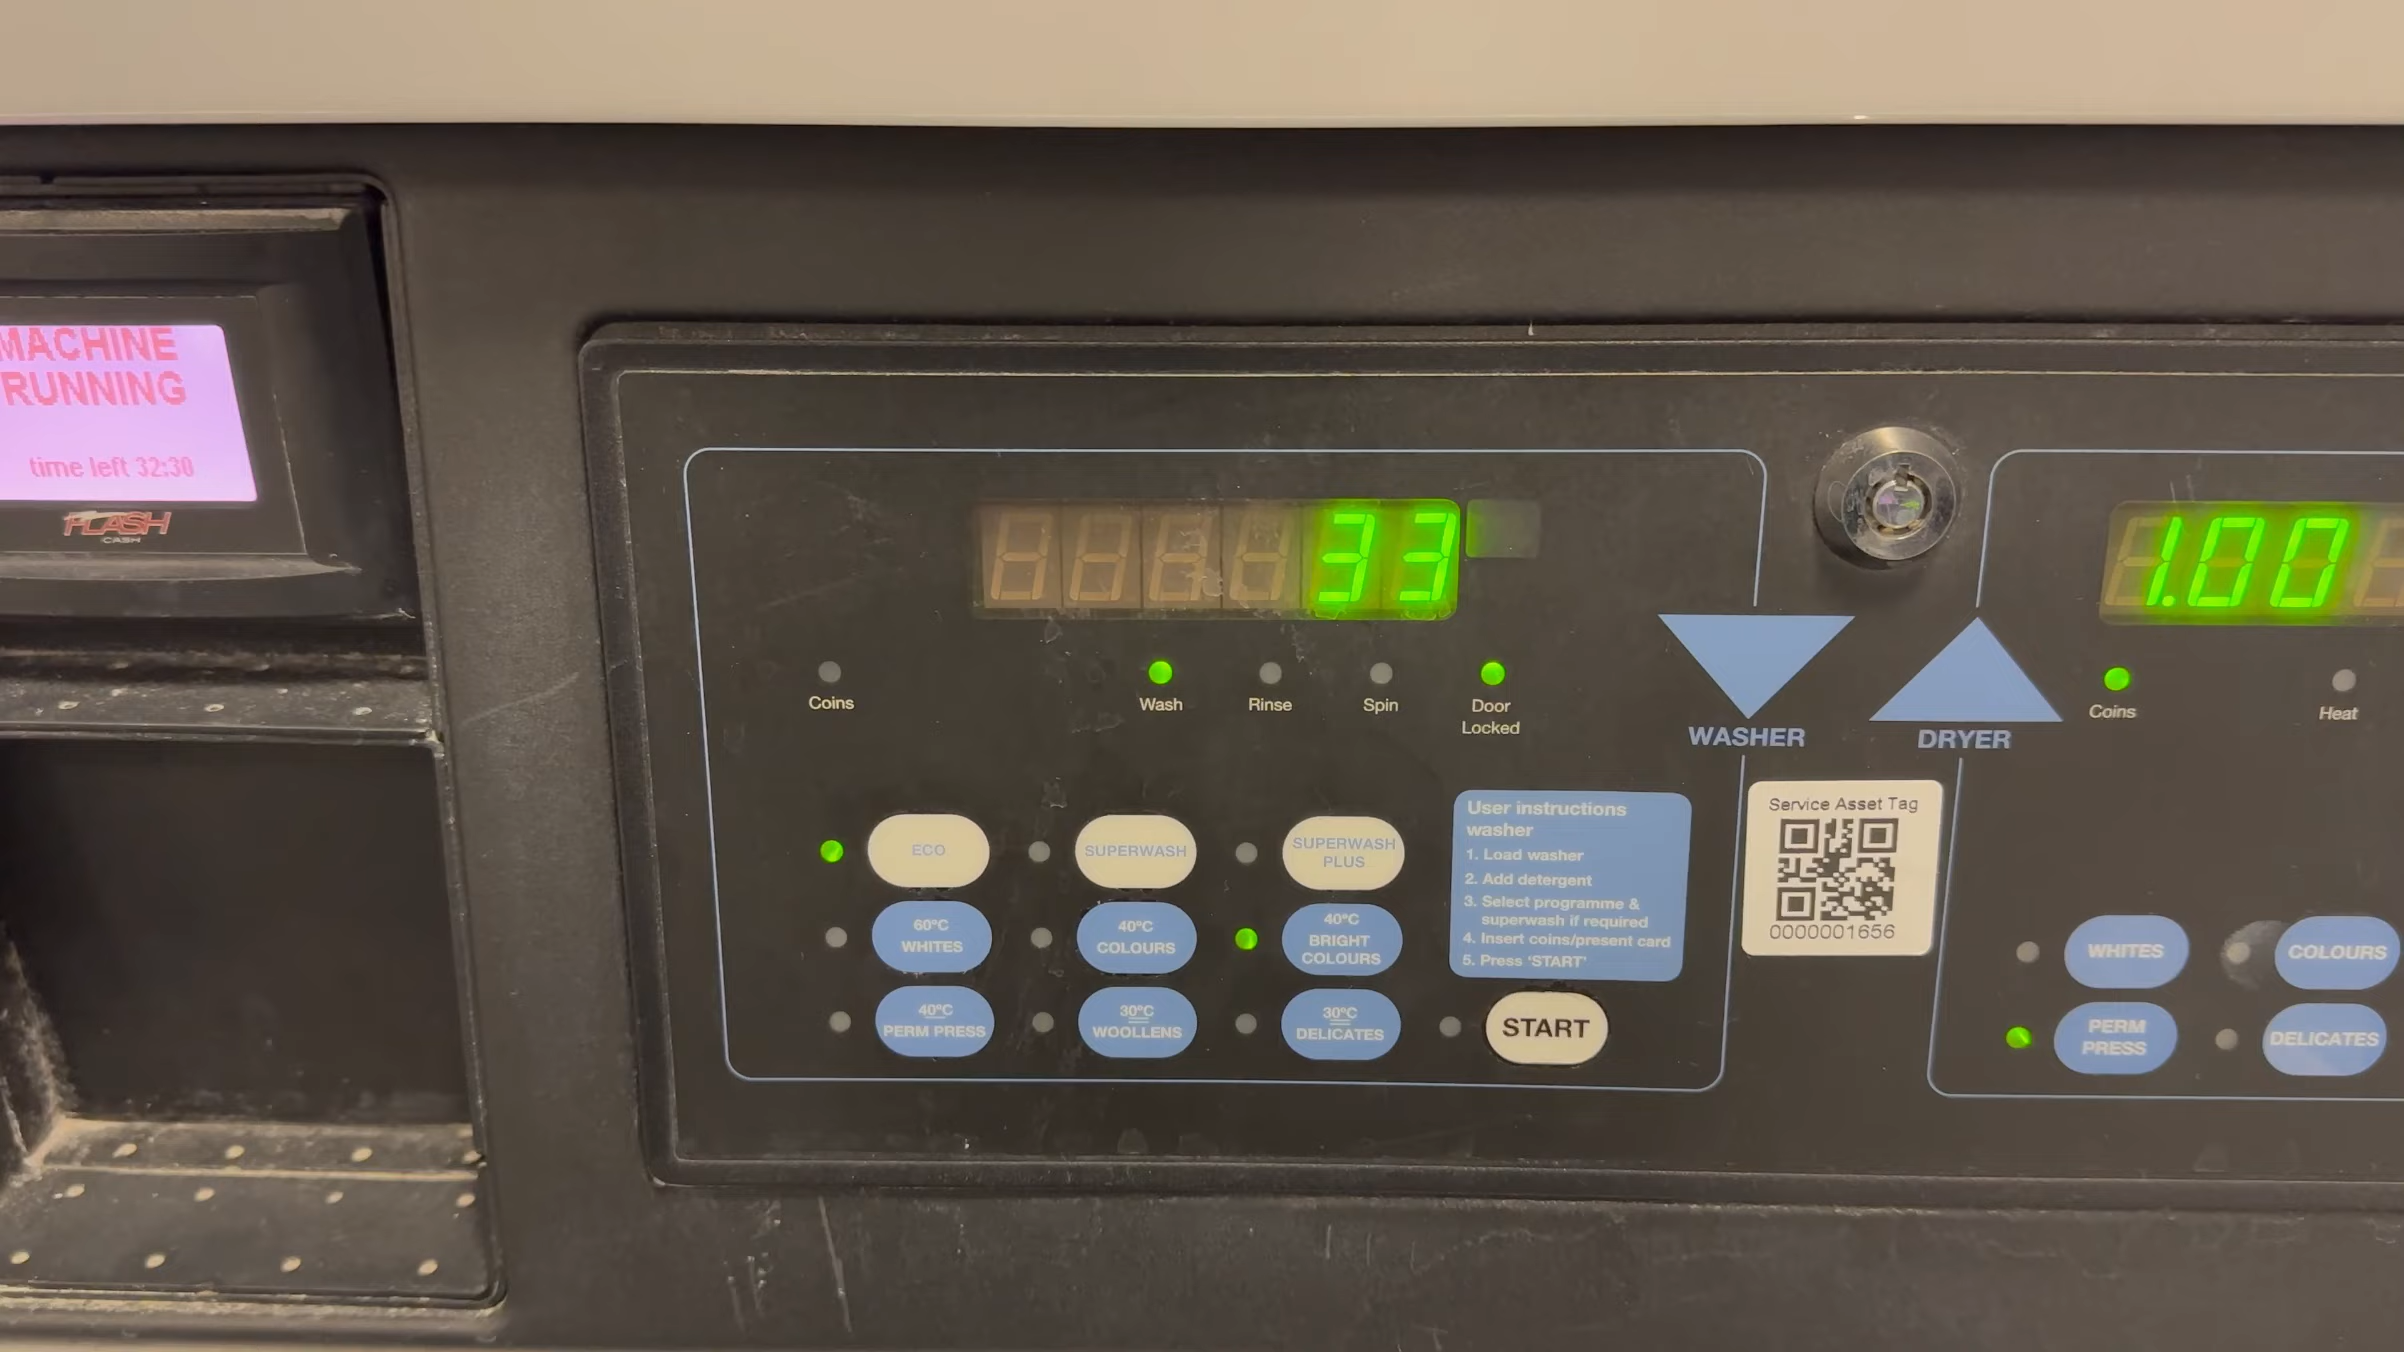 MACHINE
RUNNING
time left 32:30
FLASH
CASH
33
Coins
Wash
Rinse
Spin
Door
Locked
WASHER
ECO
SUPERWASH
SUPERWASH
PLUS
60°C
WHITES
40°C
COLOURS
40°C
BRIGHT
COLOURS
40°C
PERM PRESS
30°C
WOOLLENS
30°C
DELICATES
User instructions
washer
1. Load washer
2. Add detergent
3. Select programme &
superwash if required
4. Insert coins/present card
5. Press 'START'
START
Service Asset Tag
0000001656
1.00
DRYER
Coins
Heat
WHITES
COLOURS
PERM
PRESS
DELICATES